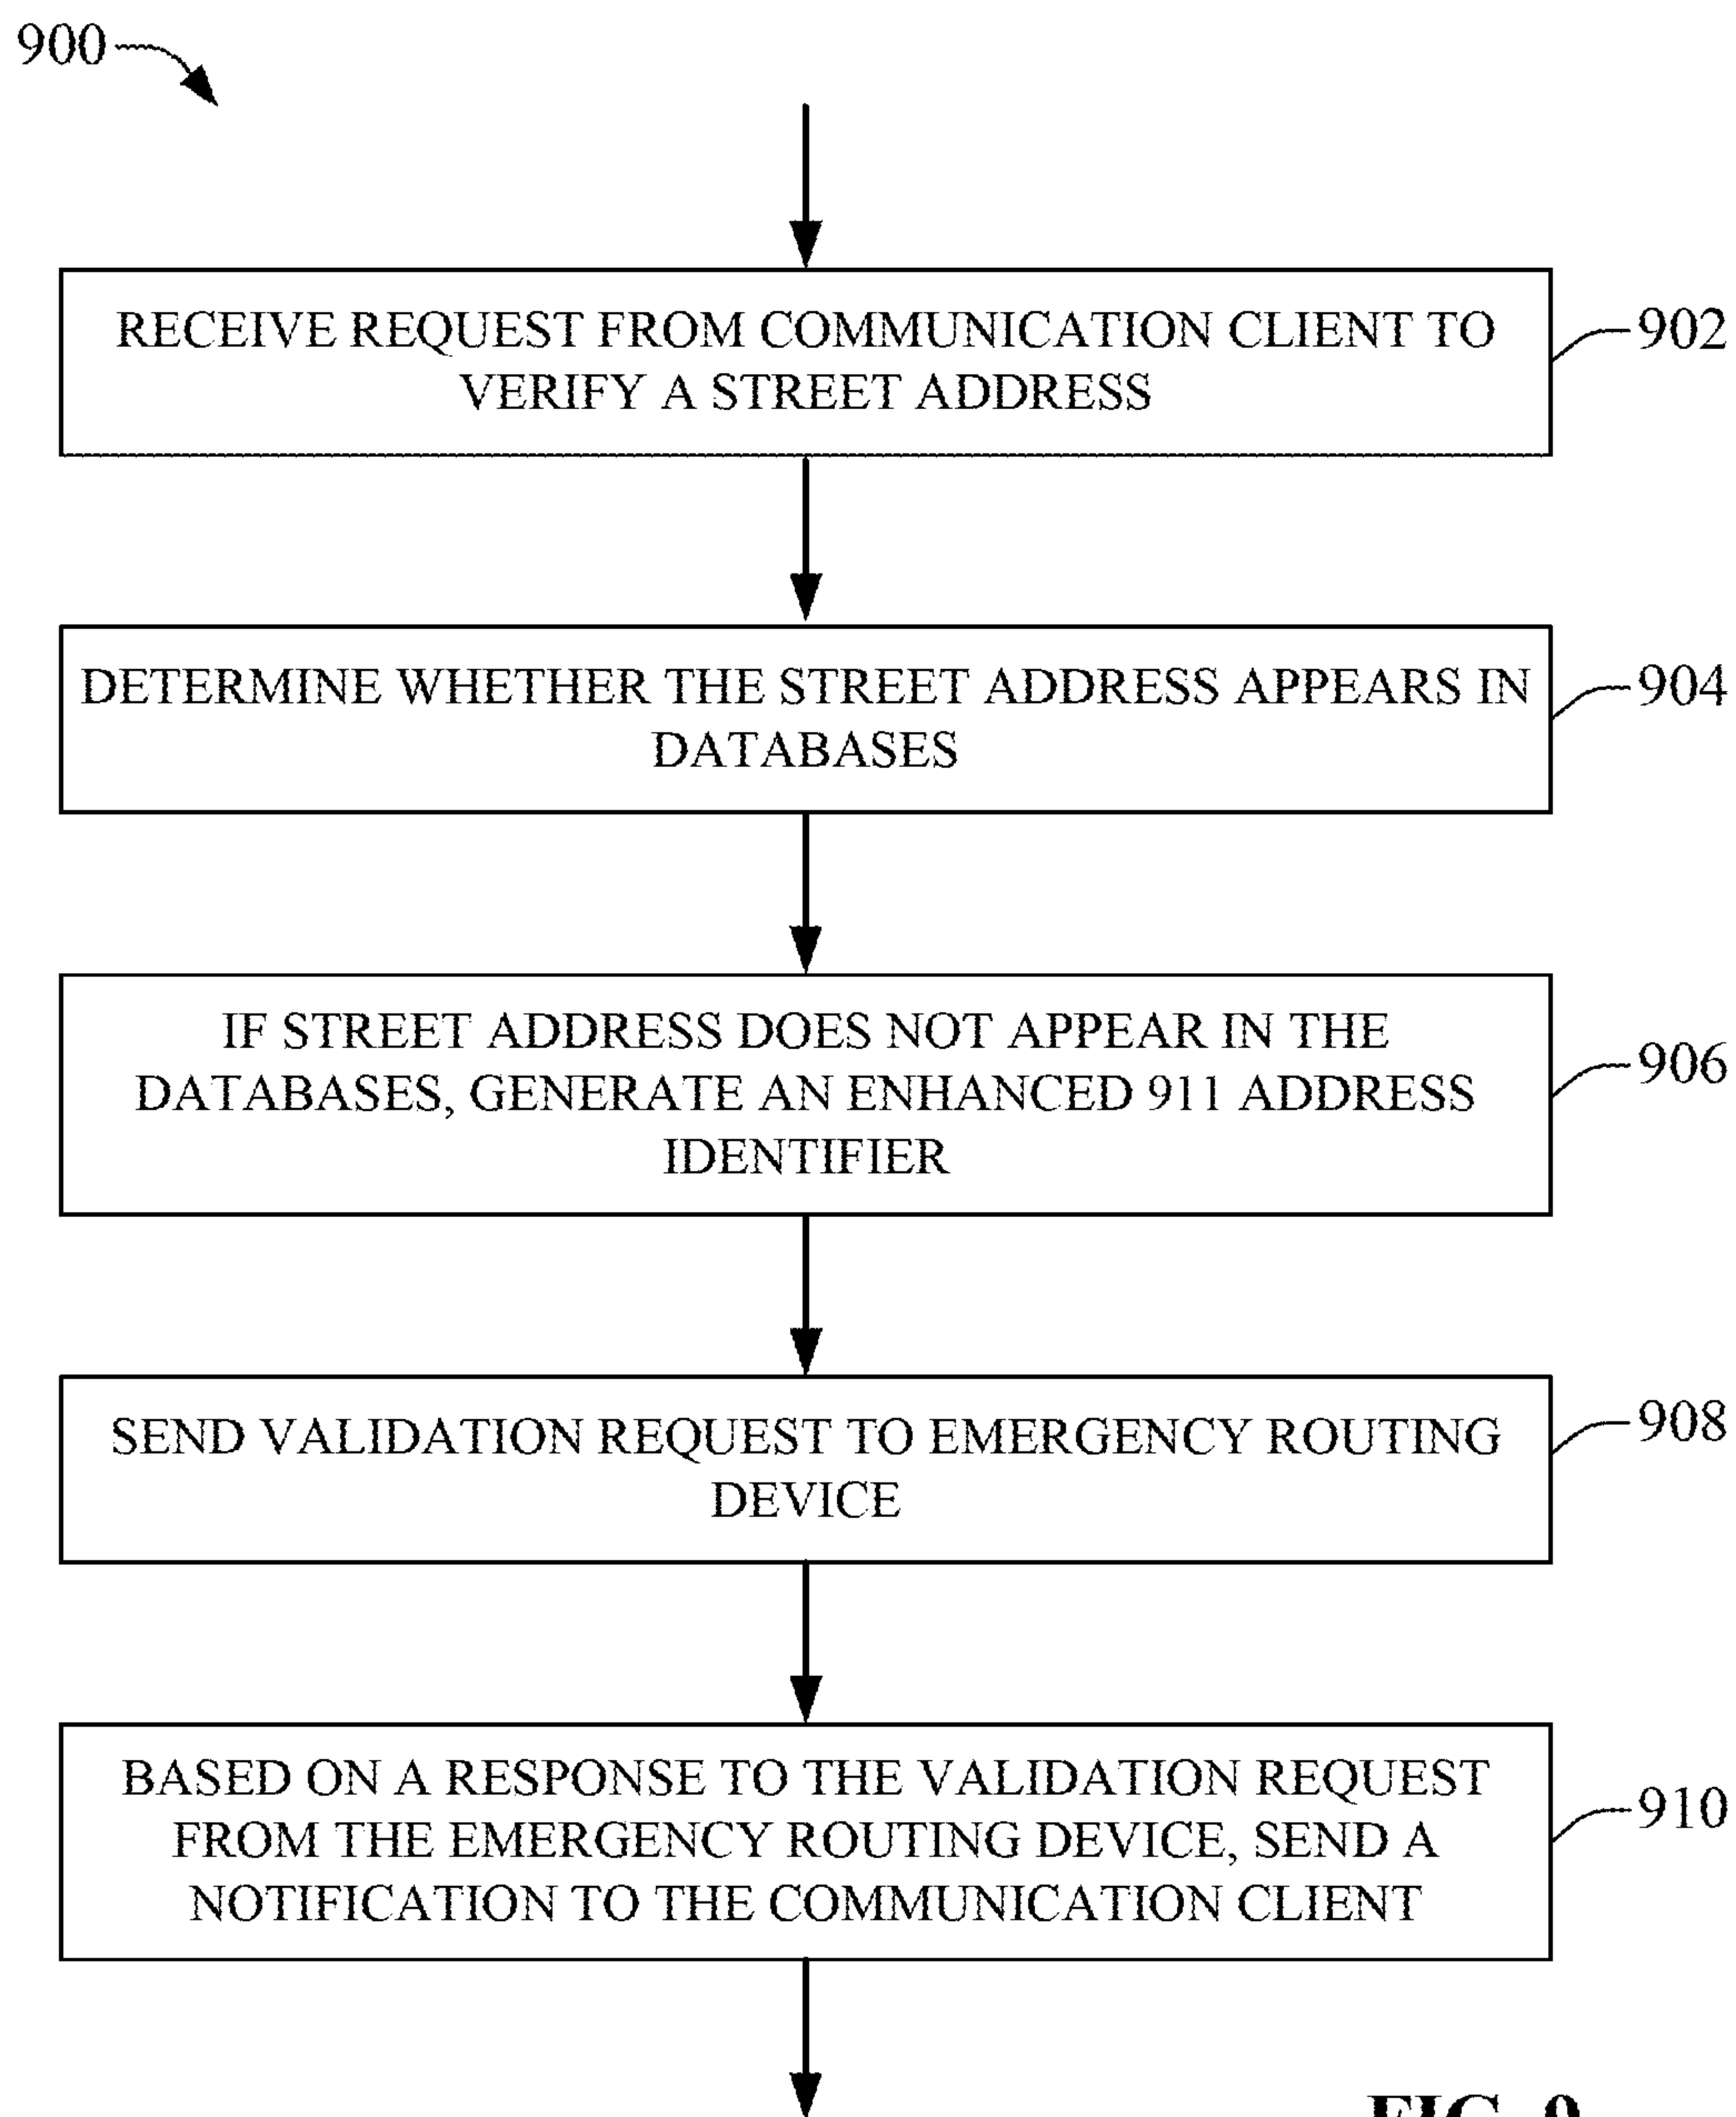 900
RECEIVE REQUEST FROM COMMUNICATION CLIENT TO
VERIFY A STREET ADDRESS
902
DETERMINE WHETHER THE STREET ADDRESS APPEARS IN
DATABASES
904
IF STREET ADDRESS DOES NOT APPEAR IN THE
DATABASES, GENERATE AN ENHANCED 911 ADDRESS
IDENTIFIER
906
SEND VALIDATION REQUEST TO EMERGENCY ROUTING
DEVICE
908
BASED ON A RESPONSE TO THE VALIDATION REQUEST
FROM THE EMERGENCY ROUTING DEVICE, SEND A
NOTIFICATION TO THE COMMUNICATION CLIENT
910
FIG. 9